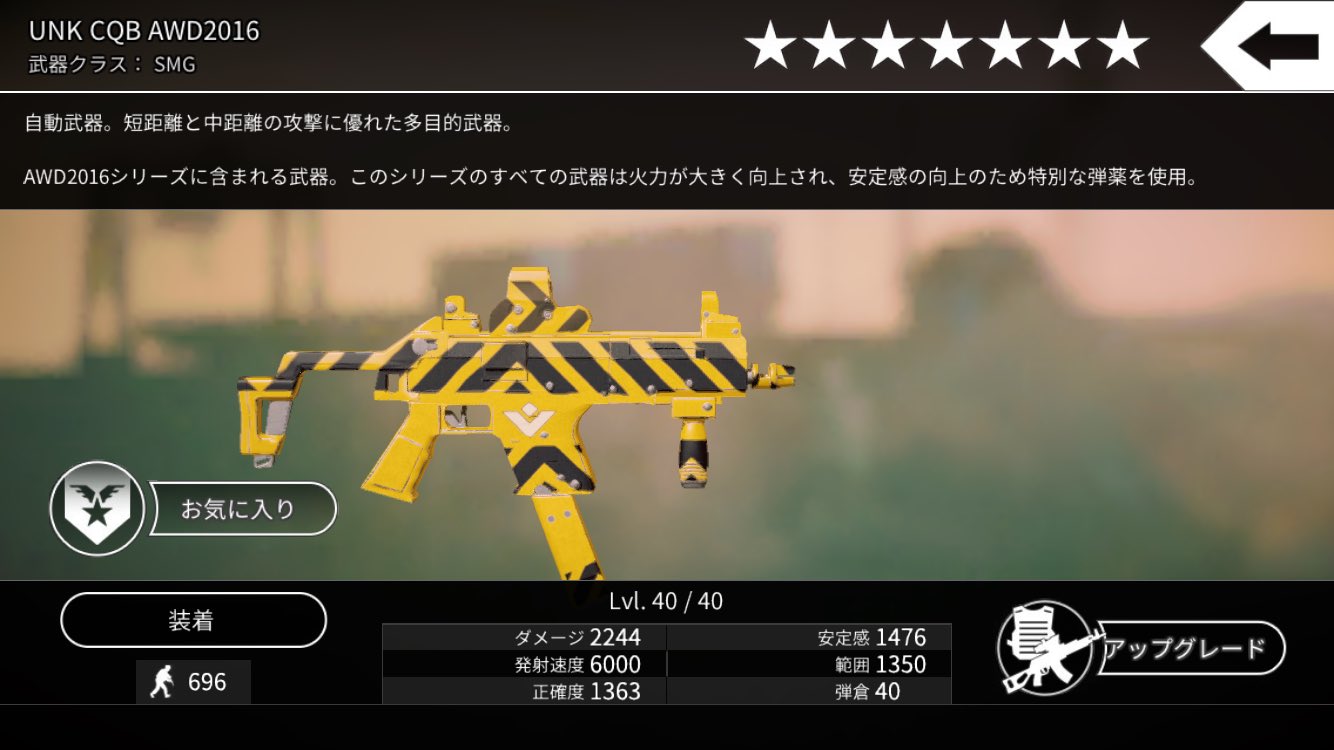 UNK CQB AWD2016
武器クラス： SMG
自動武器。短距離と中距離の攻撃に優れた多目的武器。
AWD2016シリーズに含まれる武器。このシリーズのすべての武器は火力が大きく向上され、安定感の向上のため特別な弾薬を使用。
お気に入り
装着
696
Lvl. 40 / 40
ダメージ 2244
安定感 1476
発射速度 6000
範囲 1350
正確度 1363
弾倉 40
アップグレード